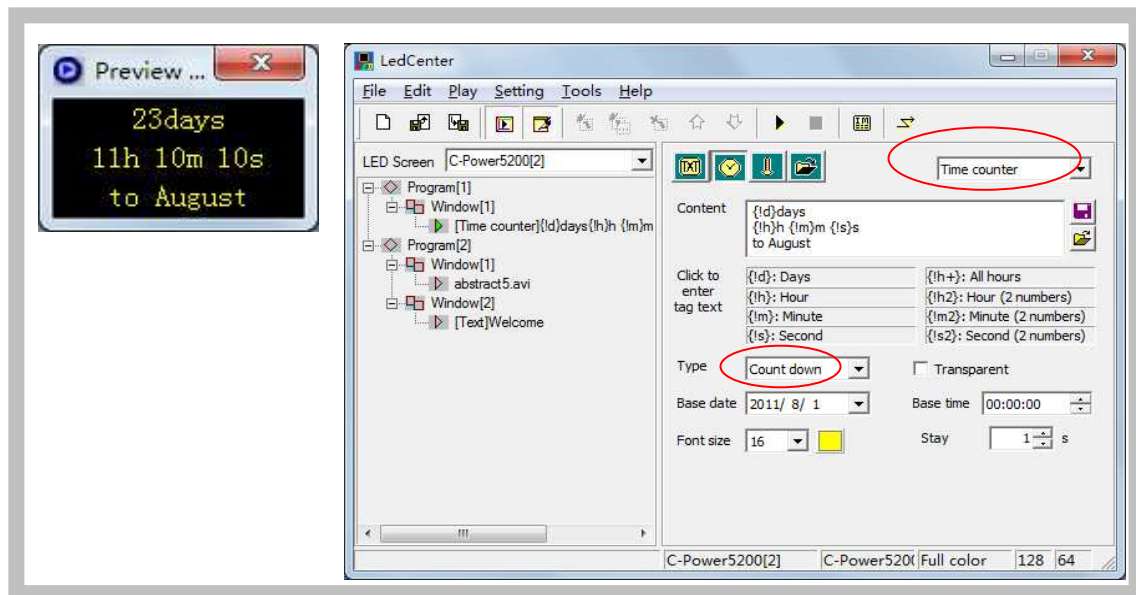 Preview ...
23days
11h 10m 10s
to August
LedCenter
File Edit Play Setting Tools Help
LED Screen C-Power5200[2]
Program[1]
Window[1]
[Time counter]{!d}days{!h}h {!m}m
Program[2]
Window[1]
abstract5.avi
Window[2]
[Text]Welcome
TXT
Time counter
Content
{!d}days
{!h}h {!m}m {!s}s
to August
Click to enter tag text
{!d}: Days {!h+}: All hours
{!h}: Hour {!h2}: Hour (2 numbers)
{!m}: Minute {!m2}: Minute (2 numbers)
{!s}: Second {!s2}: Second (2 numbers)
Type Count down Transparent
Base date 2011/ 8/ 1 Base time 00:00:00
Font size 16 Stay 1 s
C-Power5200[2] C-Power520( Full color 128 64